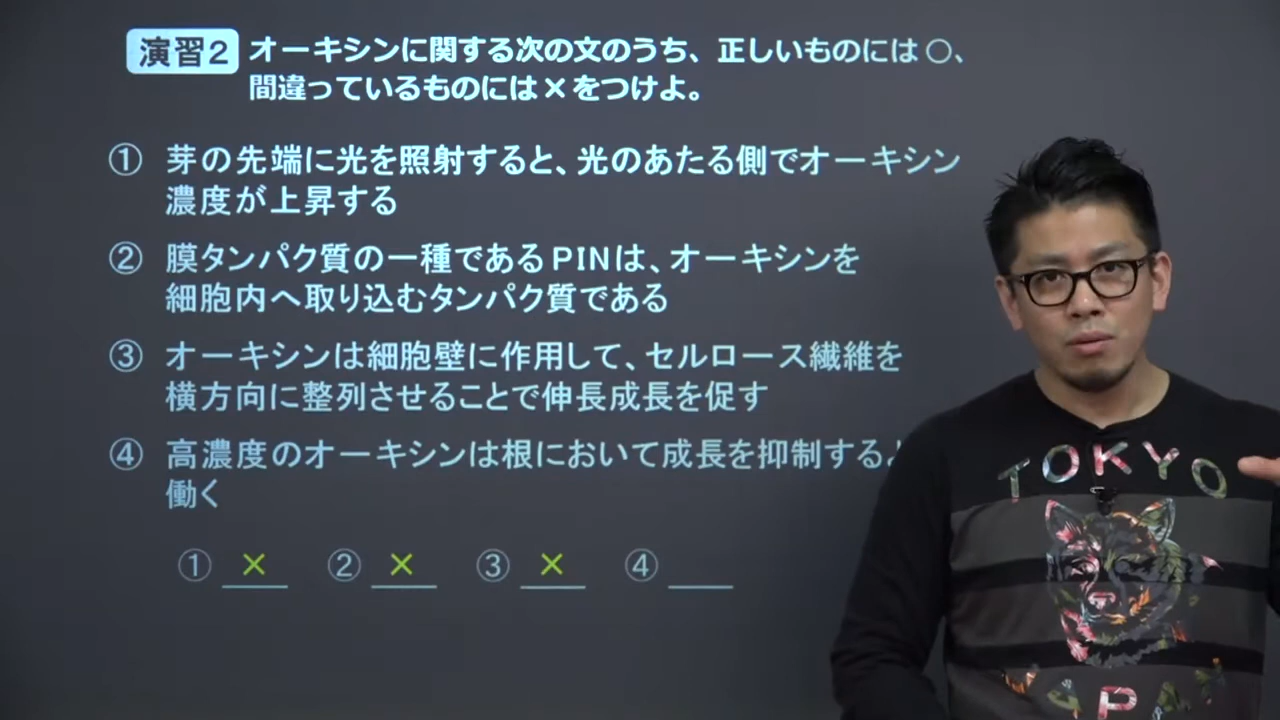 演習2 オーキシンに関する次の文のうち、正しいものには○、
間違っているものには×をつけよ。
① 芽の先端に光を照射すると、光のあたる側でオーキシン
濃度が上昇する
② 膜タンパク質の一種であるPINは、オーキシンを
細胞内へ取り込むタンパク質である
③ オーキシンは細胞壁に作用して、セルロース繊維を
横方向に整列させることで伸長成長を促す
④ 高濃度のオーキシンは根において成長を抑制する
働く
① × ② × ③ × ④
TOKYO